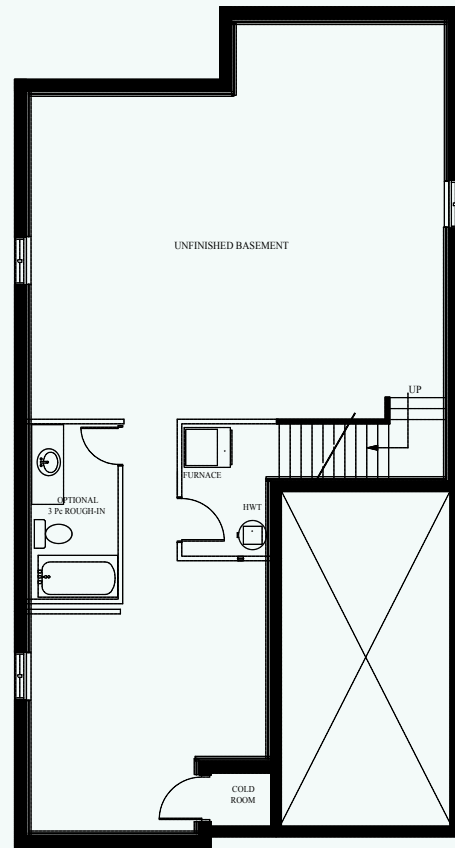 UNFINISHED BASEMENT
UP
FURNACE
OPTIONAL
3 Pc ROUGH-IN
HWT
COLD
ROOM